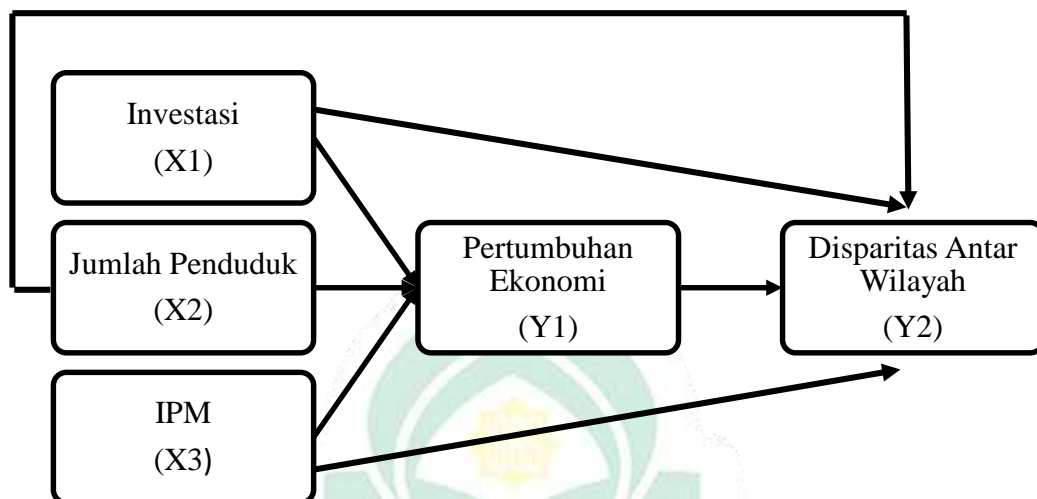 Investasi
(X1)
Jumlah Penduduk
(X2)
IPM
(X3)
Pertumbuhan
Ekonomi
(Y1)
Disparitas Antar
Wilayah
(Y2)